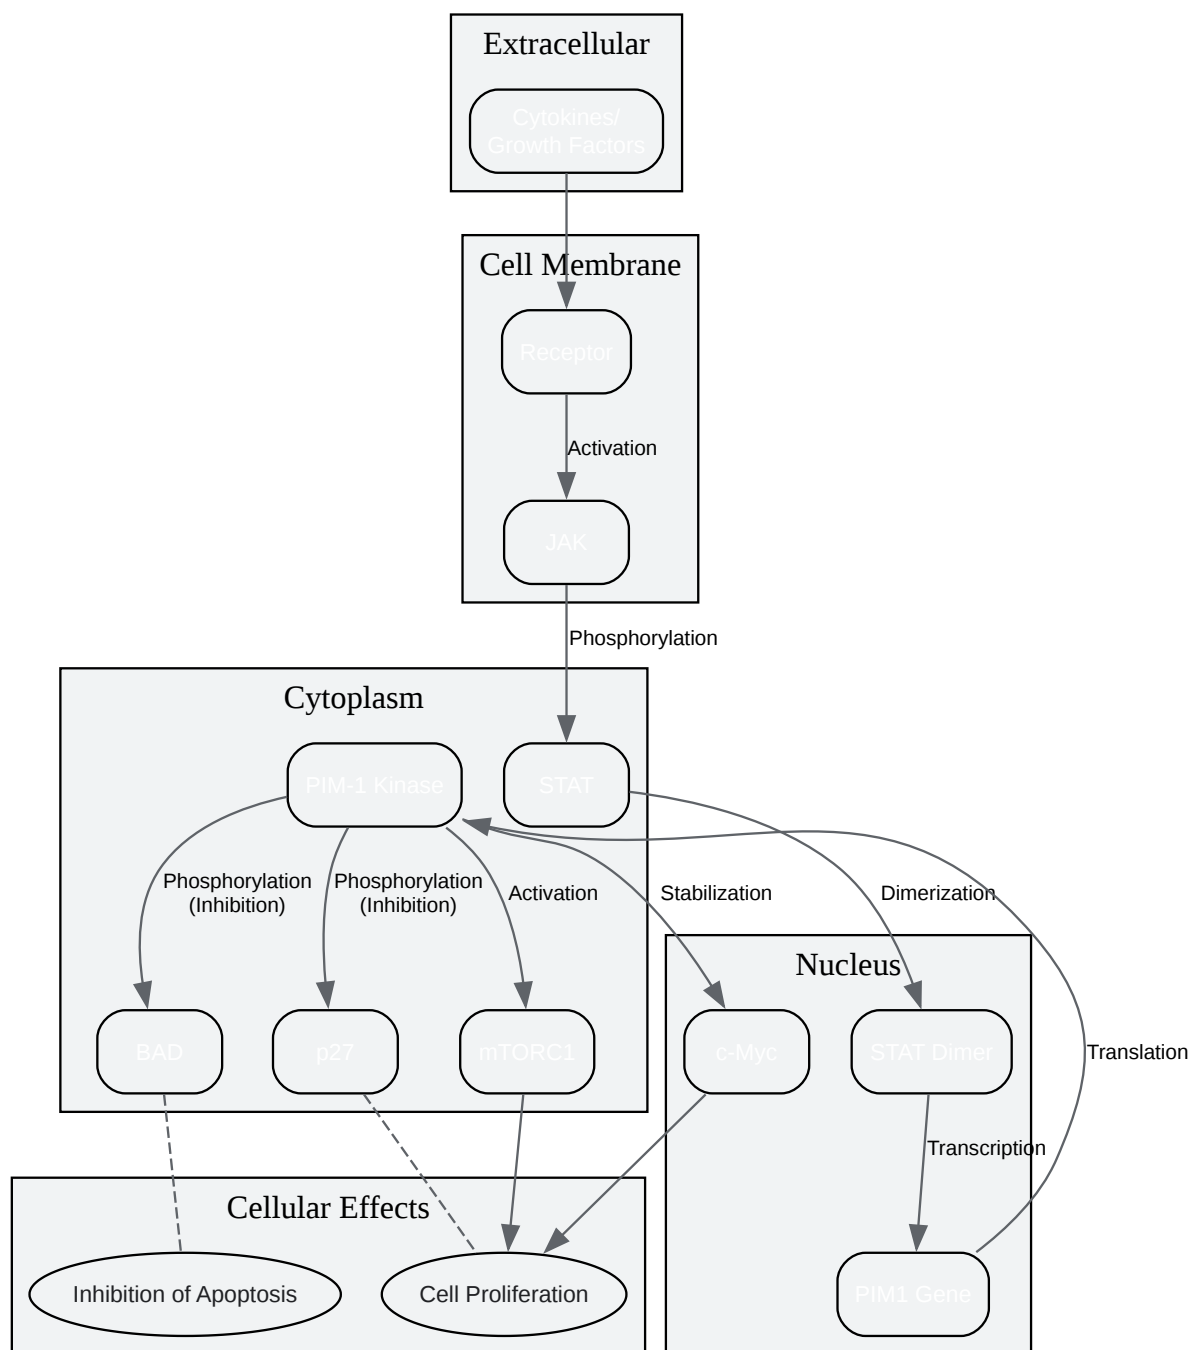 Extracellular
Cytokines/
Growth Factors
Cell Membrane
Receptor
Activation
JAK
Phosphorylation
Cytoplasm
PIM-1 Kinase
STAT
Phosphorylation
(Inhibition)
Phosphorylation
(Inhibition)
Activation
Stabilization
Dimerization
Nucleus
BAD
p27
mTORC1
c-Myc
STAT Dimer
Translation
Transcription
Cellular Effects
Inhibition of Apoptosis
Cell Proliferation
PIM1 Gene